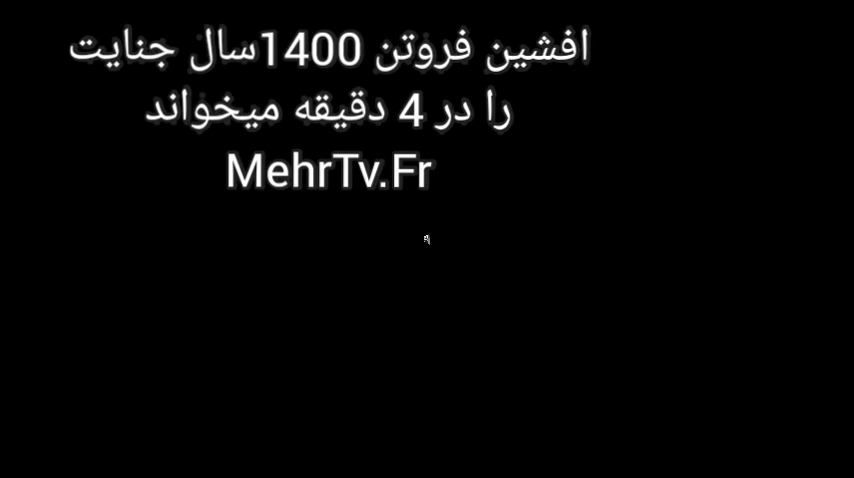 افشین فروتن 1400سال جنایت
را در 4 دقیقه میخواند
MehrTv.Fr